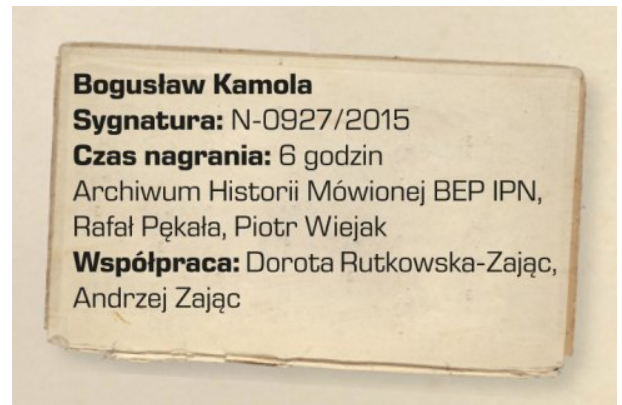 Bogusław Kamola
Sygnatura: N-0927/2015
Czas nagrania: 6 godzin
Archiwum Historii Mówionej BEP IPN,
Rafał Pękała, Piotr Wiejak
Współpraca: Dorota Rutkowska-Zając,
Andrzej Zając